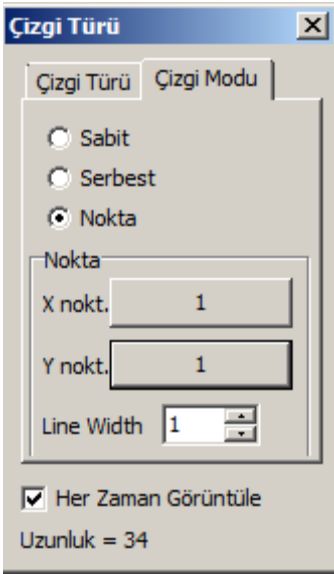 Çizgi Türü
Çizgi Türü Çizgi Modu
Sabit
Serbest
Nokta
Nokta
X nokt. 1
Y nokt. 1
Line Width 1
Her Zaman Görüntüle
Uzunluk = 34